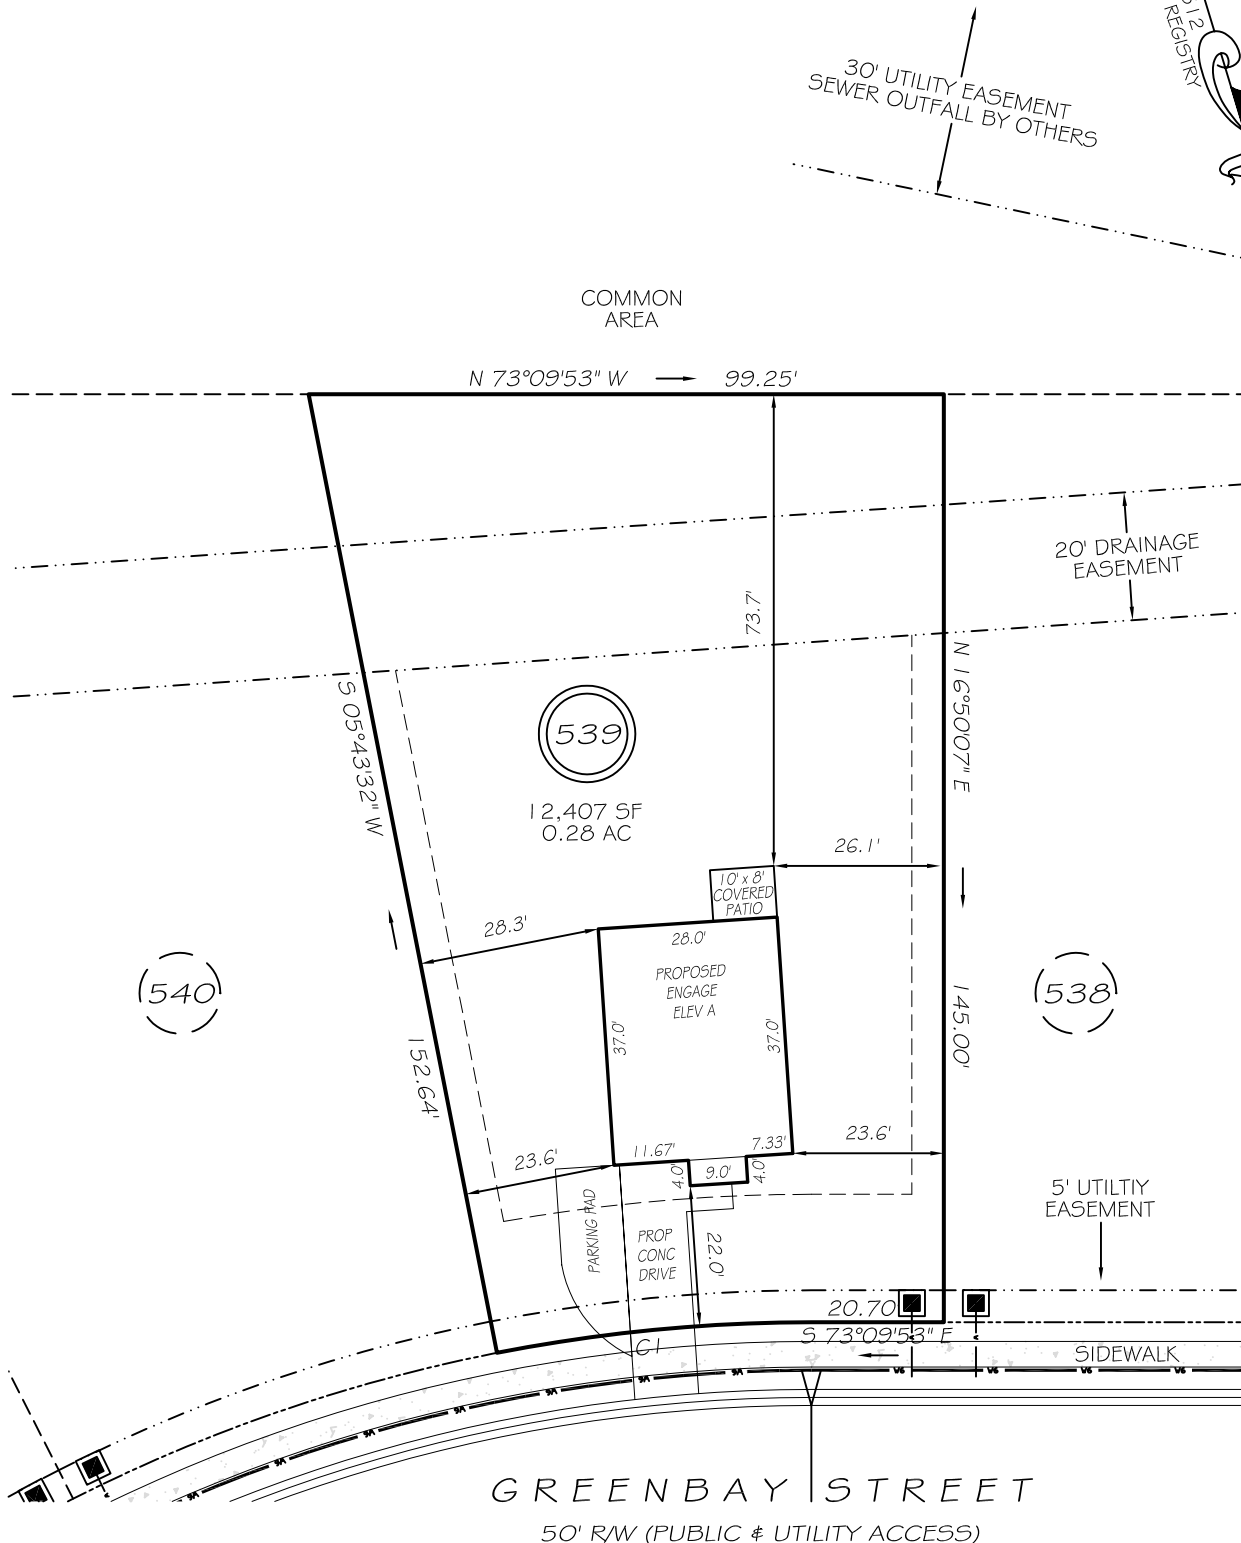 512
REGISTRY
30' UTILITY EASEMENT
SEWER OUTFALL BY OTHERS
COMMON
AREA
N 73°09'53" W
99.25'
20' DRAINAGE
EASEMENT
73.7'
N 16°50'07" E
S 05°43'32" W
539
12,407 SF
0.28 AC
26.1'
10' x 8'
COVERED
PATIO
28.3'
28.0'
PROPOSED
ENGAGE
ELEV A
540
538
37.0'
37.0'
145.00'
152.64'
23.6'
11.67'
7.33'
23.6'
4.0'
9.0'
4.0'
PARKING PAD
PROP
CONC
DRIVE
22.0'
5' UTILTIY
EASEMENT
20.70
S 73°09'53" E
C1
SIDEWALK
GREENBAY STREET
50' R/W (PUBLIC & UTILITY ACCESS)